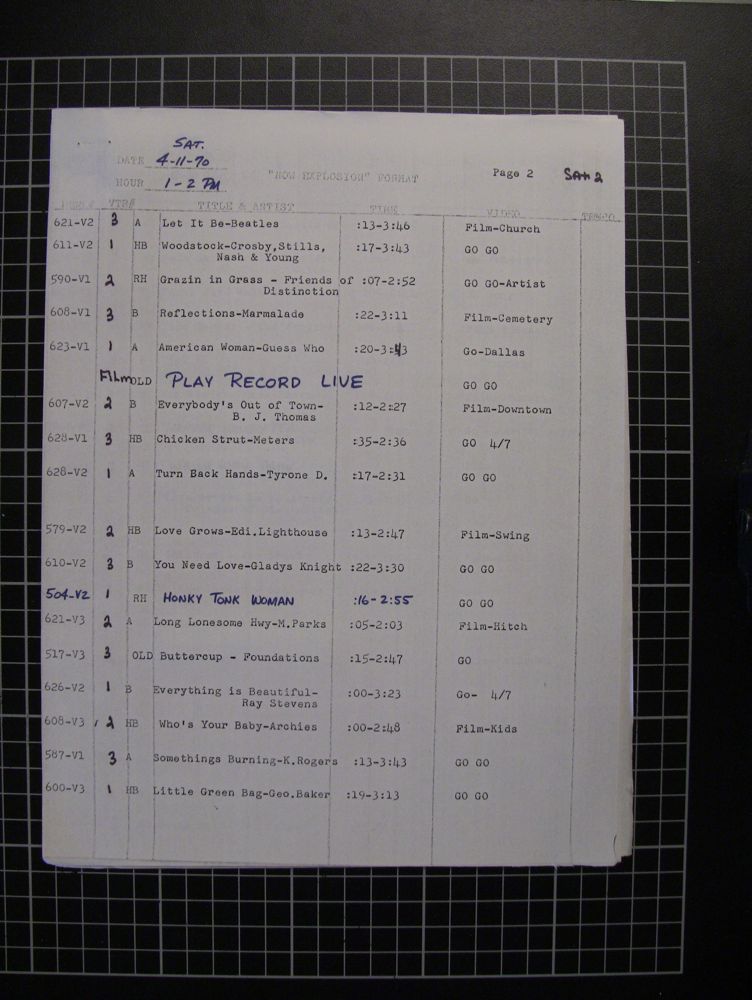 SAT.
DATE 4-11-70
"NOW EXPLOSION" FORMAT Page 2 SAT 2
HOUR 1-2 PM
VTR# TITLE & ARTIST TIME VIDEO
621-V2 3 A Let It Be-Beatles :13-3:46 Film-Church
611-V2 1 HB Woodstock-Crosby,Stills, :17-3:43 GO GO
Nash & Young
590-V1 2 RH Grazin in Grass - Friends of :07-2:52 GO GO-Artist
Distinction
608-V1 3 B Reflections-Marmalade :22-3:11 Film-Cemetery
623-V1 1 A American Woman-Guess Who :20-3:43 Go-Dallas
FILM OLD PLAY RECORD LIVE GO GO
607-V2 2 B Everybody's Out of Town- :12-2:27 Film-Downtown
B. J. Thomas
628-V1 3 HB Chicken Strut-Meters :35-2:36 GO 4/7
628-V2 1 A Turn Back Hands-Tyrone D. :17-2:31 GO GO
579-V2 2 HB Love Grows-Edi.Lighthouse :13-2:47 Film-Swing
610-V2 3 B You Need Love-Gladys Knight :22-3:30 GO GO
504-V2 1 RH HONKY TONK WOMAN :16-2:55 GO GO
621-V3 2 A Long Lonesome Hwy-M.Parks :05-2:03 Film-Hitch
517-V3 3 OLD Buttercup - Foundations :15-2:47 GO
626-V2 1 B Everything is Beautiful- :00-3:23 Go- 4/7
Ray Stevens
608-V3 2 HB Who's Your Baby-Archies :00-2:48 Film-Kids
587-V1 3 A Somethings Burning-K.Rogers :13-3:43 GO GO
600-V3 1 HB Little Green Bag-Geo.Baker :19-3:13 GO GO